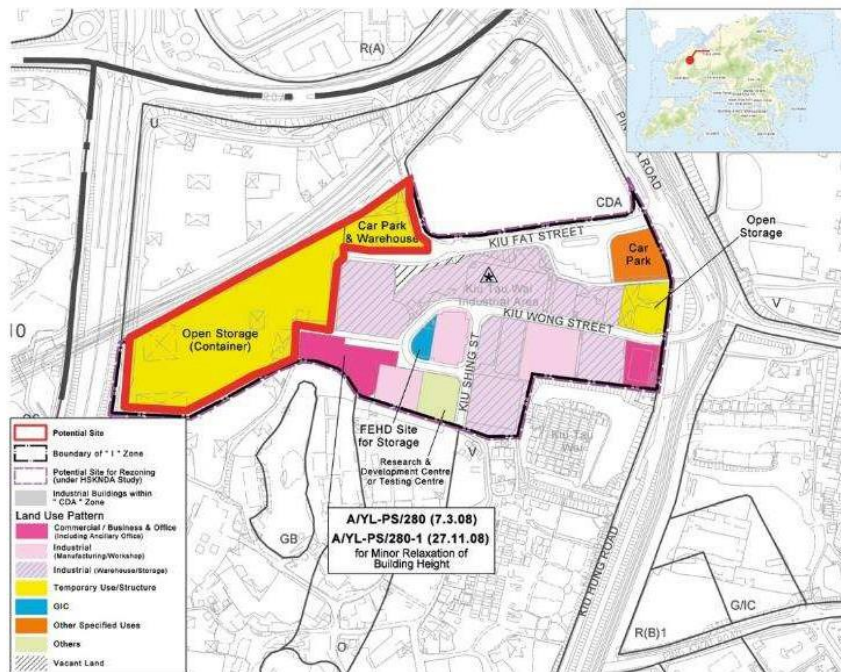 R(A)
U
PING HA ROAD
CDA
KIU FAT STREET
Open
Storage
Car Park
& Warehouse
Car
Park
Kiu Tau Wai
Industrial Area
KIU WONG STREET
V
10
Open Storage
(Container)
KIU SHING ST
FEHD Site
for Storage
V
Kiu Tau
Wai
Research &
Development Centre
or Testing Centre
A/YL-PS/280 (7.3.08)
A/YL-PS/280-1 (27.11.08)
for Minor Relaxation of
Building Height
GB
KIU HUNG ROAD
G/IC
R(B)1
O
Potential Site
Boundary of " I " Zone
Potential Site for Rezoning
(under HSKNDA Study)
Industrial Buildings within
" CDA " Zone
Land Use Pattern
Commercial / Business & Office
(Including Ancillary Office)
Industrial
(Manufacturing/Workshop)
Industrial (Warehouse/Storage)
Temporary Use/Structure
GIC
Other Specified Uses
Others
Vacant Land